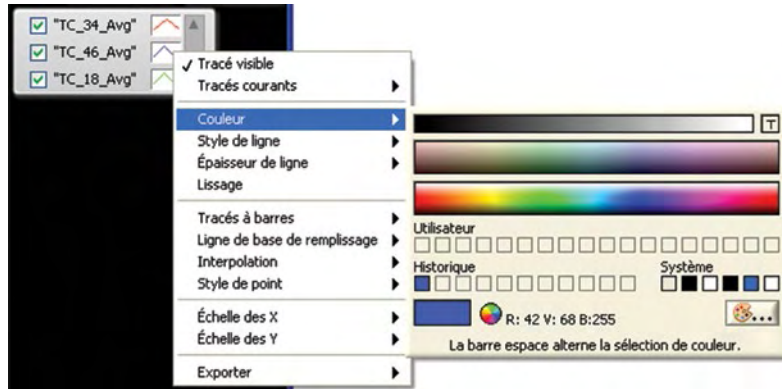 "TC_34_Avg"
"TC_46_Avg"
"TC_18_Avg"
✓ Tracé visible
Tracés courants
Couleur
Style de ligne
Épaisseur de ligne
Lissage
Tracés à barres
Ligne de base de remplissage
Interpolation
Style de point
Échelle des X
Échelle des Y
Exporter
T
Utilisateur
Historique
Système
R: 42 V: 68 B:255
...
La barre espace alterne la sélection de couleur.